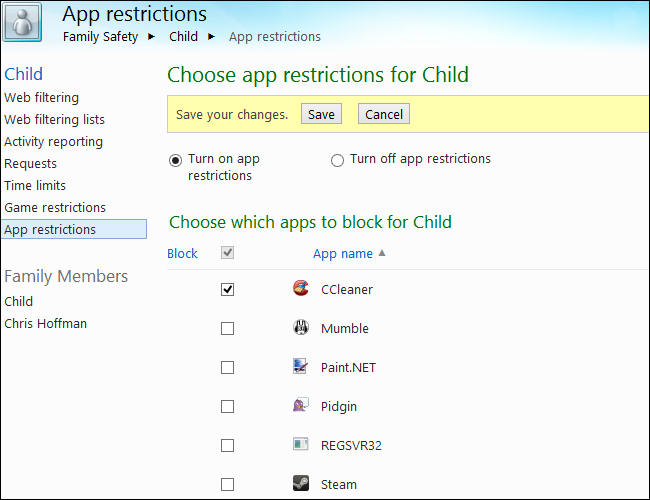 App restrictions
Family Safety ► Child ► App restrictions
Child
Web filtering
Web filtering lists
Activity reporting
Requests
Time limits
Game restrictions
App restrictions
Family Members
Child
Chris Hoffman
Choose app restrictions for Child
Save your changes. Save Cancel
Turn on app
restrictions
Turn off app restrictions
Choose which apps to block for Child
Block App name ▲
CCleaner
Mumble
Paint.NET
Pidgin
REGSVR32
Steam